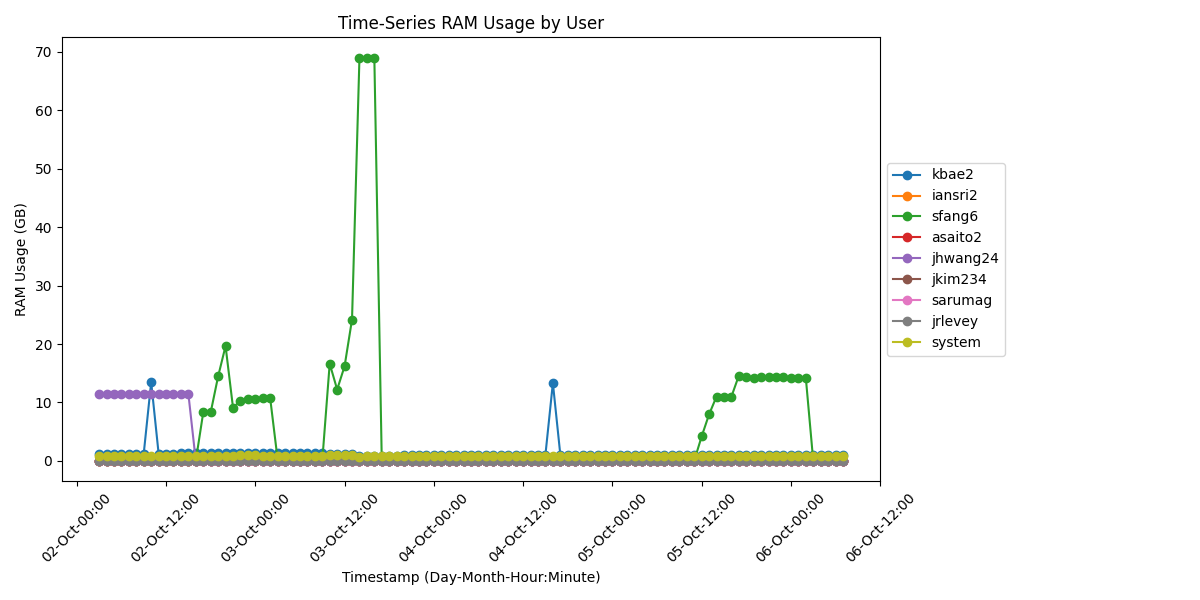 Time-Series RAM Usage by User
RAM Usage (GB)
70
60
50
40
30
20
10
0
02-Oct-00:00
02-Oct-12:00
03-Oct-00:00
03-Oct-12:00
04-Oct-00:00
04-Oct-12:00
05-Oct-00:00
05-Oct-12:00
06-Oct-00:00
06-Oct-12:00
Timestamp (Day-Month-Hour:Minute)
kbae2
iansri2
sfang6
asaito2
jhwang24
jkim234
sarumag
jrlevey
system